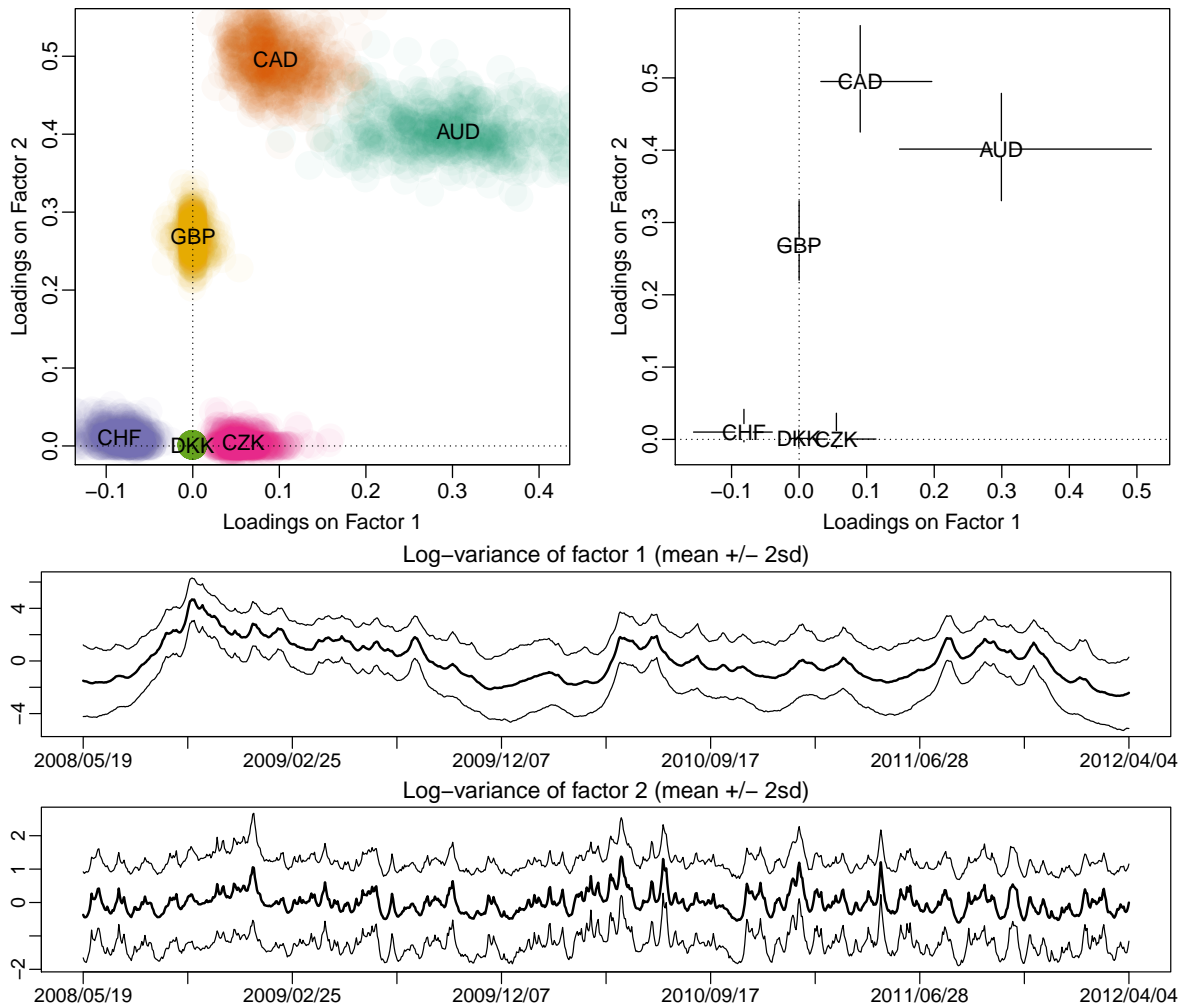 CAD
AUD
GBP
CHF
DKK
CZK
0.0 0.1 0.2 0.3 0.4 0.5
Loadings on Factor 2
−0.1 0.0 0.1 0.2 0.3 0.4
Loadings on Factor 1
CAD
AUD
GBP
CHF
DKK
CZK
0.0 0.1 0.2 0.3 0.4 0.5
Loadings on Factor 2
−0.1 0.0 0.1 0.2 0.3 0.4 0.5
Loadings on Factor 1
Log−variance of factor 1 (mean +/− 2sd)
−4 0 4
2008/05/19 2009/02/25 2009/12/07 2010/09/17 2011/06/28 2012/04/04
Log−variance of factor 2 (mean +/− 2sd)
−2 0 1 2
2008/05/19 2009/02/25 2009/12/07 2010/09/17 2011/06/28 2012/04/04